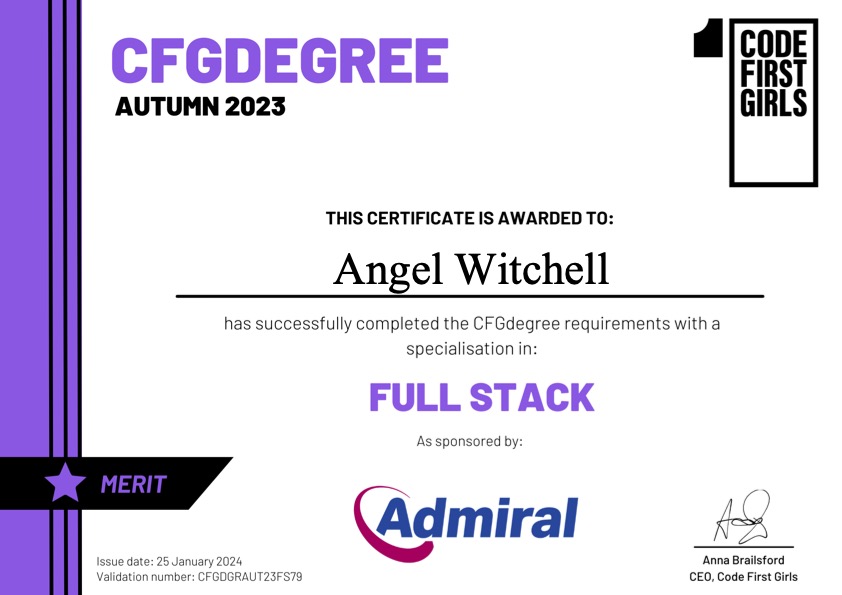 CFGDEGREE
AUTUMN 2023
1
CODE
FIRST
GIRLS
THIS CERTIFICATE IS AWARDED TO:
Angel Witchell
has successfully completed the CFGdegree requirements with a
specialisation in:
FULL STACK
As sponsored by:
MERIT
Admiral
Issue date: 25 January 2024
Validation number: CFGDGRAUT23FS79
Anna Brailsford
CEO, Code First Girls